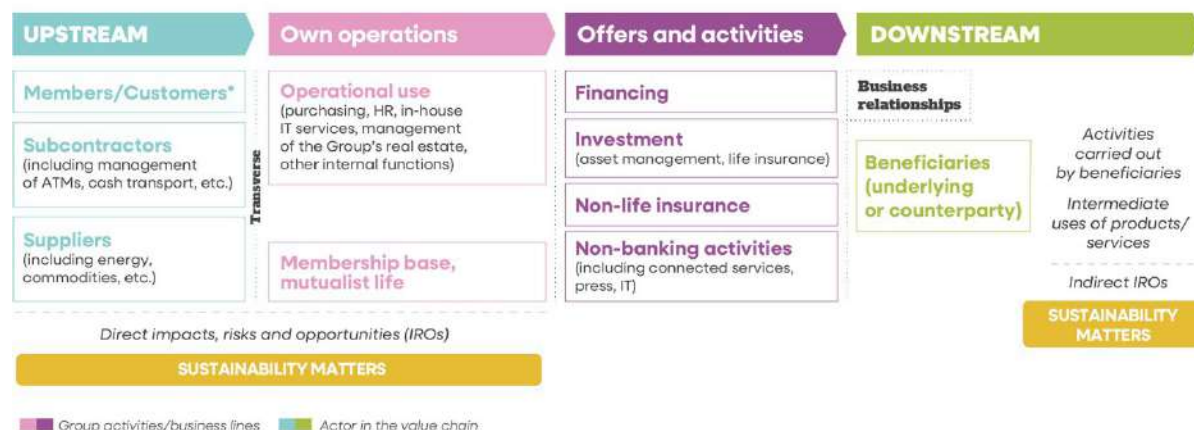 UPSTREAM
Own operations
Offers and activities
DOWNSTREAM
Members/Customers*
Subcontractors
(including management
of ATMs, cash transport, etc.)
Suppliers
(including energy,
commodities, etc.)
Transverse
Operational use
(purchasing, HR, in-house
IT services, management
of the Group's real estate,
other internal functions)
Membership base,
mutualist life
Financing
Investment
(asset management, life insurance)
Non-life insurance
Non-banking activities
(including connected services,
press, IT)
Business
relationships
Beneficiaries
(underlying
or counterparty)
Activities
carried out
by beneficiaries
Intermediate
uses of products/
services
Indirect IROs
SUSTAINABILITY
MATTERS
Direct impacts, risks and opportunities (IROs)
SUSTAINABILITY MATTERS
Group activities/business lines
Actor in the value chain